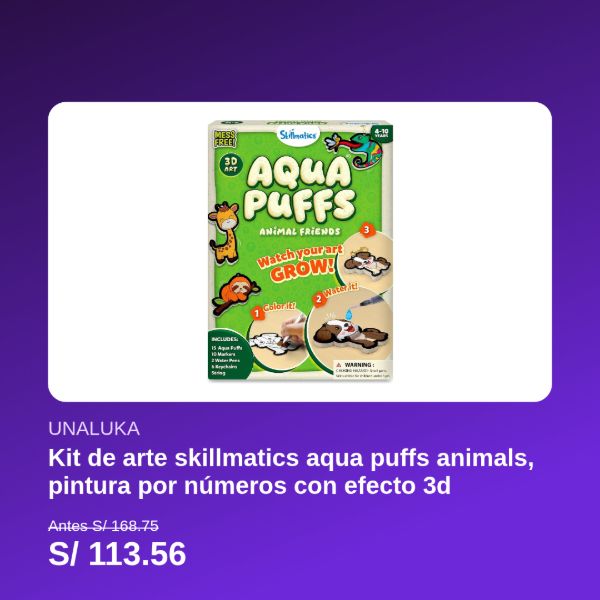 Skillmatics
MESS
FREE!
4-10
YEARS
3D
ART
AQUA
PUFFS
ANIMAL FRIENDS
Watch your art
GROW!
3
1 Color it!
2 Water it!
INCLUDES:
15 Aqua Puffs
10 Markers
2 Water Pens
5 Keychains
String
WARNING:
UNALUKA
Kit de arte skillmatics aqua puffs animals,
pintura por números con efecto 3d
Antes S/ 168.75
S/ 113.56